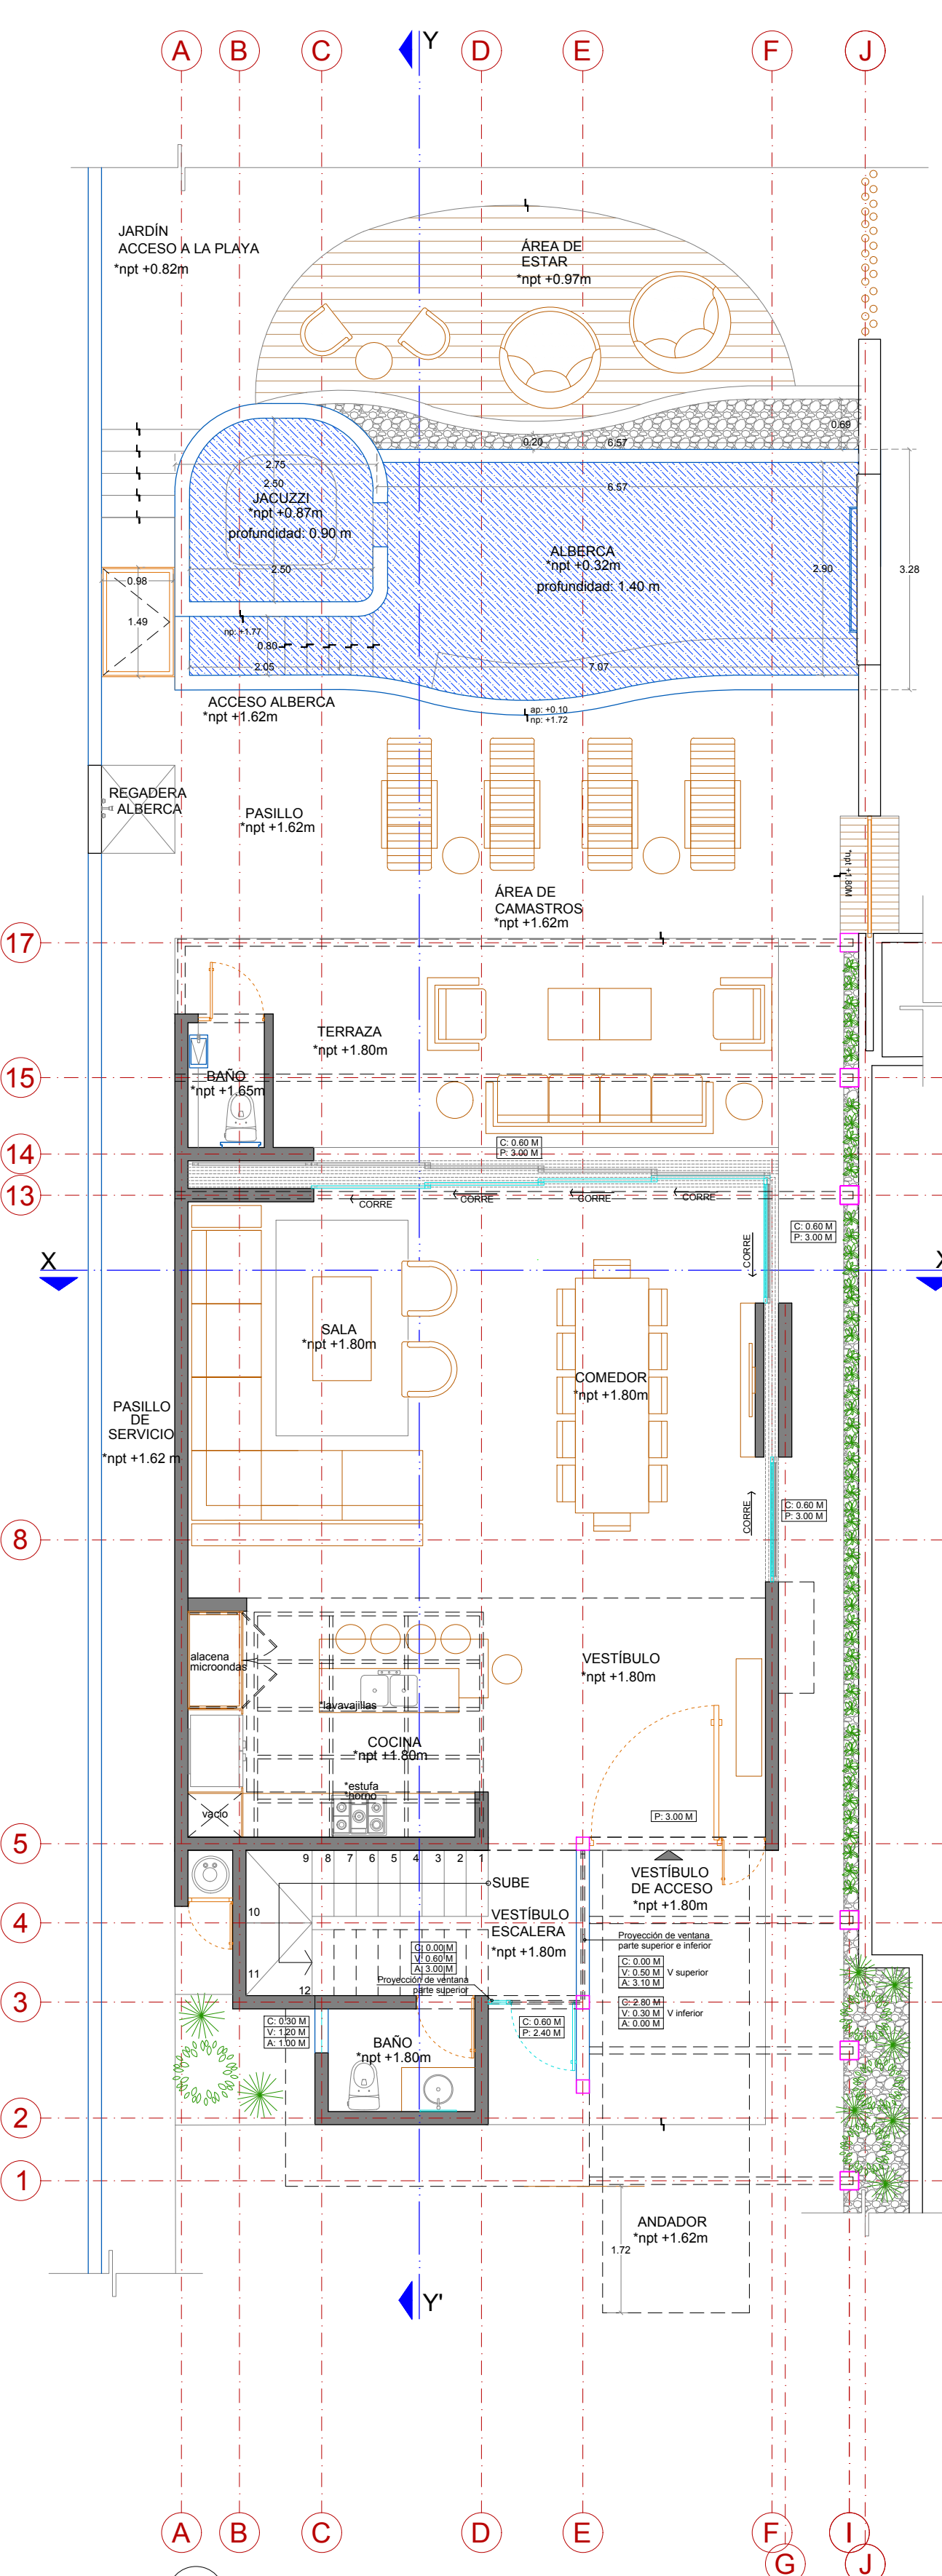 A B C Y D E F J
JARDÍN
ACCESO A LA PLAYA
*npt +0.82m
ÁREA DE
ESTAR
*npt +0.97m
0.69
0.20 6.57
2.75
2.50
JACUZZI
*npt +0.87m
profundidad: 0.90 m
2.50
6.57
ALBERCA
*npt +0.32m
profundidad: 1.40 m
2.90
3.28
0.98
1.49
np: +1.77
0.80
2.05
7.07
ACCESO ALBERCA
*npt +1.62m
ap: +0.10
np: +1.72
REGADERA
ALBERCA
PASILLO
*npt +1.62m
*npt +1.80M
ÁREA DE
CAMASTROS
*npt +1.62m
17
TERRAZA
*npt +1.80m
15
BAÑO
*npt +1.65m
14
C: 0.60 M
P: 3.00 M
13
CORRE
CORRE
CORRE
CORRE
C: 0.60 M
P: 3.00 M
CORRE
X
X
SALA
*npt +1.80m
COMEDOR
*npt +1.80m
PASILLO
DE
SERVICIO
*npt +1.62 m
CORRE
C: 0.60 M
P: 3.00 M
8
alacena
microondas
VESTÍBULO
*npt +1.80m
*lavavajillas
COCINA
*npt +1.80m
*estufa
*horno
vacio
P: 3.00 M
5
9 8 7 6 5 4 3 2 1
SUBE
VESTÍBULO
DE ACCESO
*npt +1.80m
4
10
VESTÍBULO
ESCALERA
*npt +1.80m
Proyección de ventana
parte superior e inferior
11
12
C: 0.00 M
V: 0.60 M
A: 3.00 M
Proyección de ventana
parte superior
C: 0.00 M
V: 0.50 M V superior
A: 3.10 M
3
C: 2.80 M
V: 0.30 M V inferior
A: 0.00 M
C: 0.30 M
V: 1.20 M
A: 1.00 M
C: 0.60 M
P: 2.40 M
BAÑO
*npt +1.80m
2
1
ANDADOR
*npt +1.62m
1.72
Y'
A B C D E F I
G J